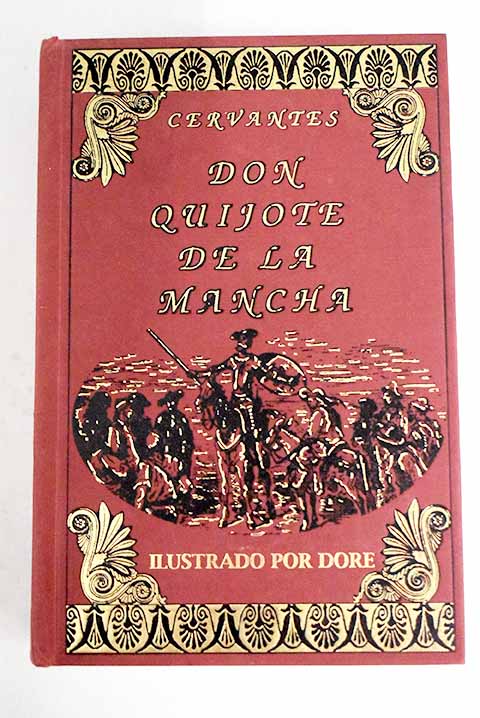 CERVANTES
DON
QUIJOTE
DE LA
MANCHA
ILUSTRADO POR DORE